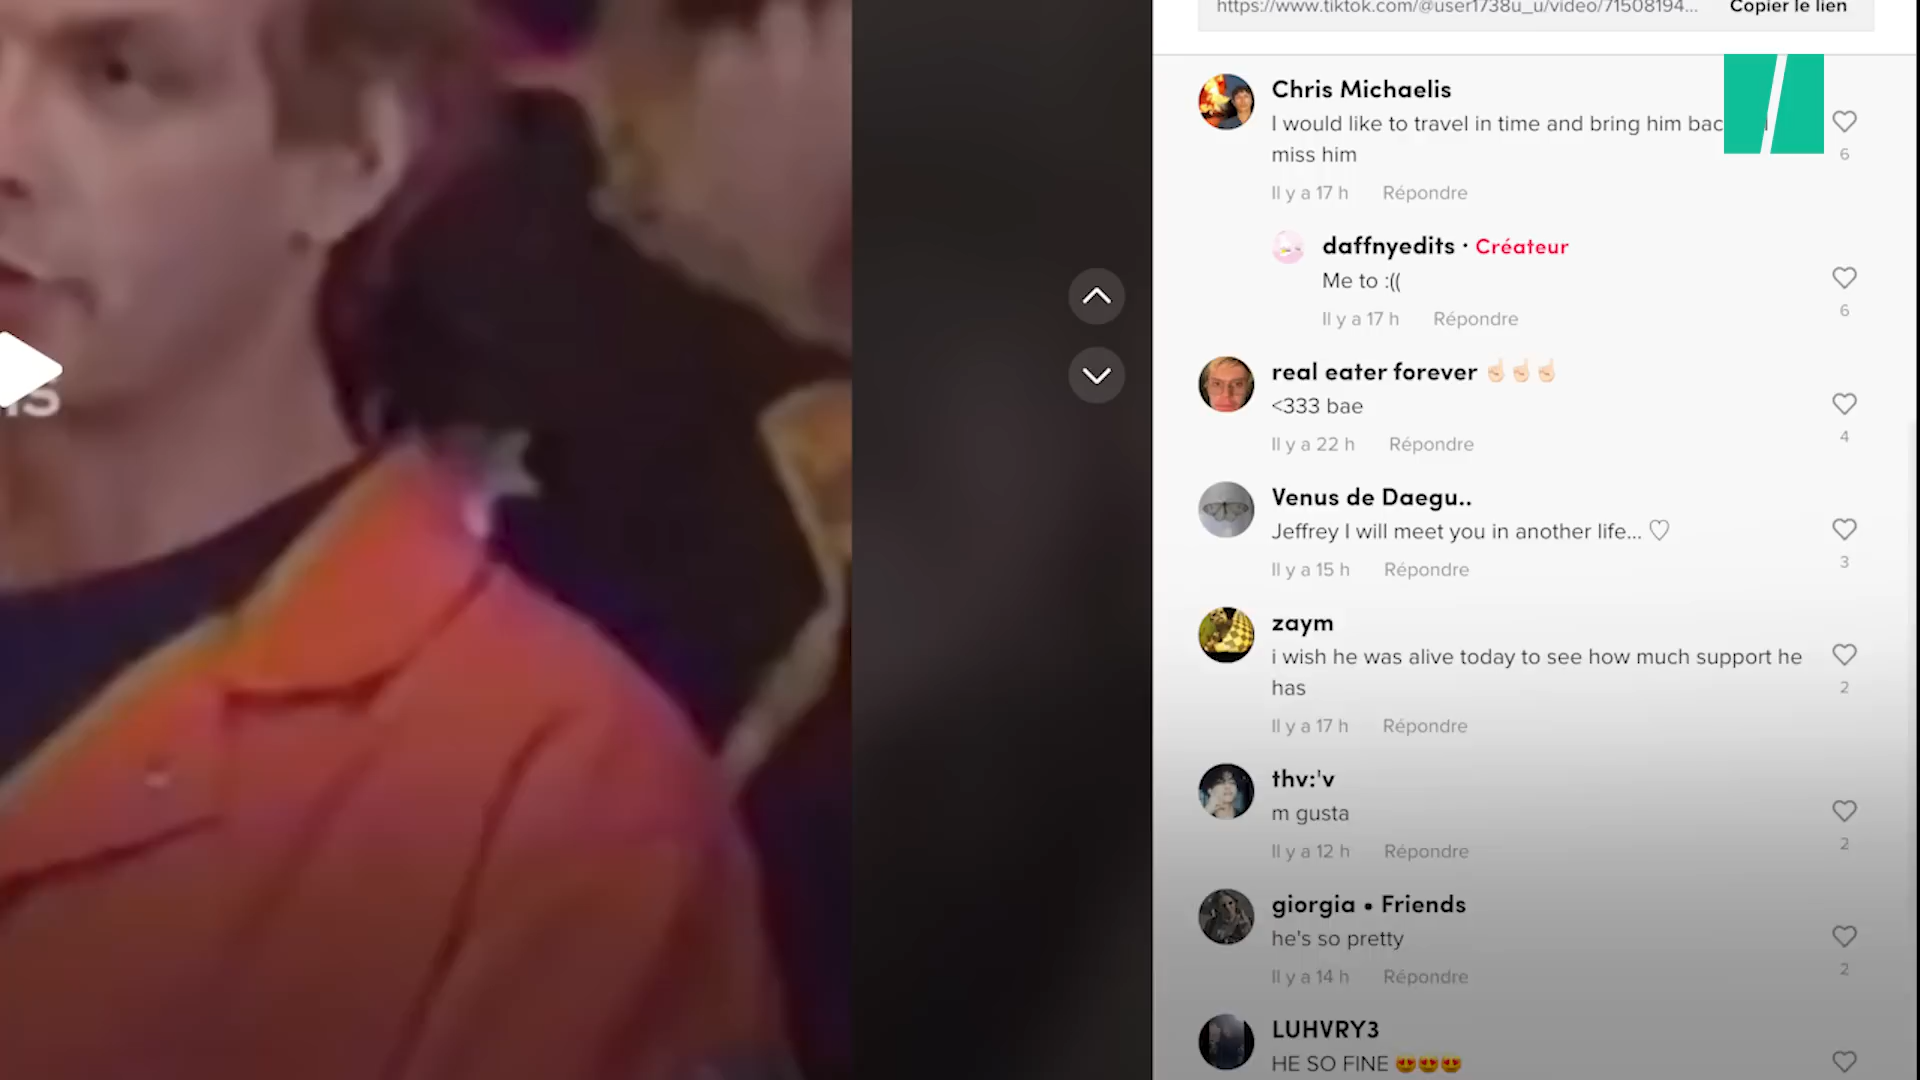 https://www.tiktok.com/@user1738u_u/video/71508194...
Copier le lien
Chris Michaelis
I would like to travel in time and bring him bac
miss him
6
Il y a 17 h Répondre
daffnyedits · Créateur
Me to :((
6
Il y a 17 h Répondre
real eater forever ☝🏻☝🏻☝🏻
<333 bae
4
Il y a 22 h Répondre
Venus de Daegu..
Jeffrey I will meet you in another life... ♡
3
Il y a 15 h Répondre
zaym
i wish he was alive today to see how much support he
has
2
Il y a 17 h Répondre
thv:'v
m gusta
2
Il y a 12 h Répondre
giorgia • Friends
he's so pretty
2
Il y a 14 h Répondre
LUHVRY3
HE SO FINE 😍😍😍